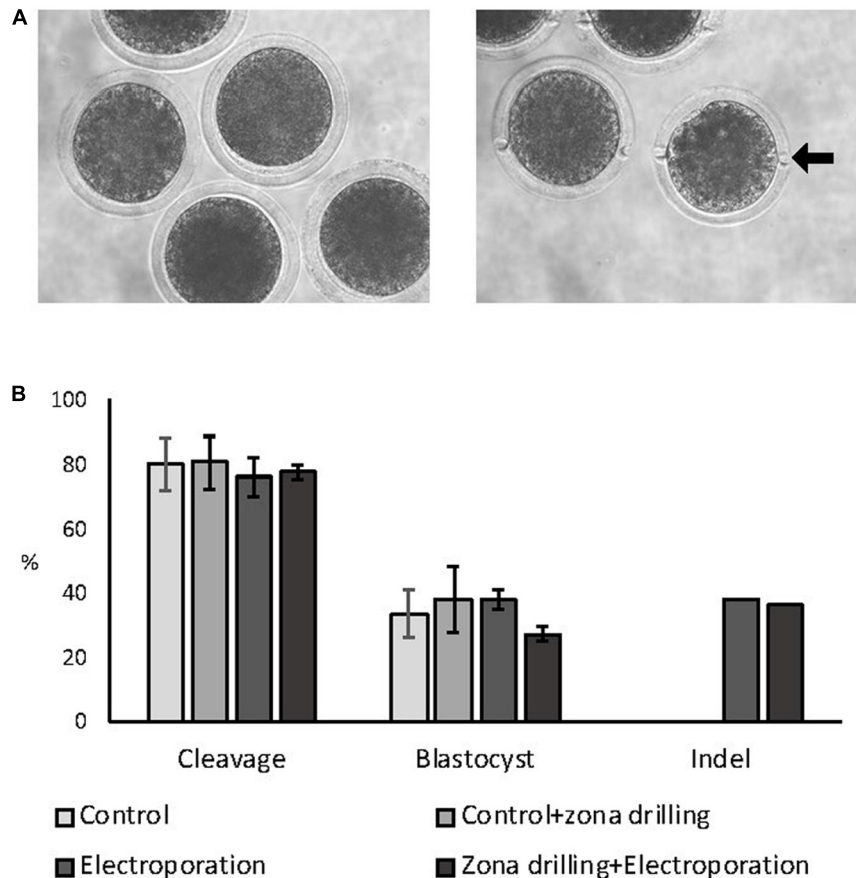 A
B
100
80
60
40
20
0
%
Cleavage Blastocyst Indel
Control Control+zona drilling
Electroporation Zona drilling+Electroporation